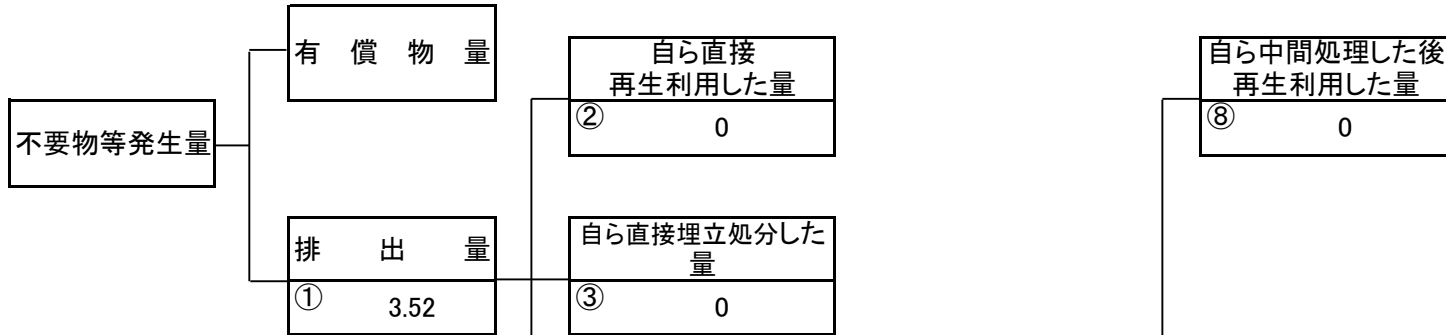 有償物量
不要物等発生量
排出量
① 3.52
自ら直接
再生利用した量
② 0
自ら直接埋立処分した
量
③ 0
自ら中間処理した後
再生利用した量
⑧ 0